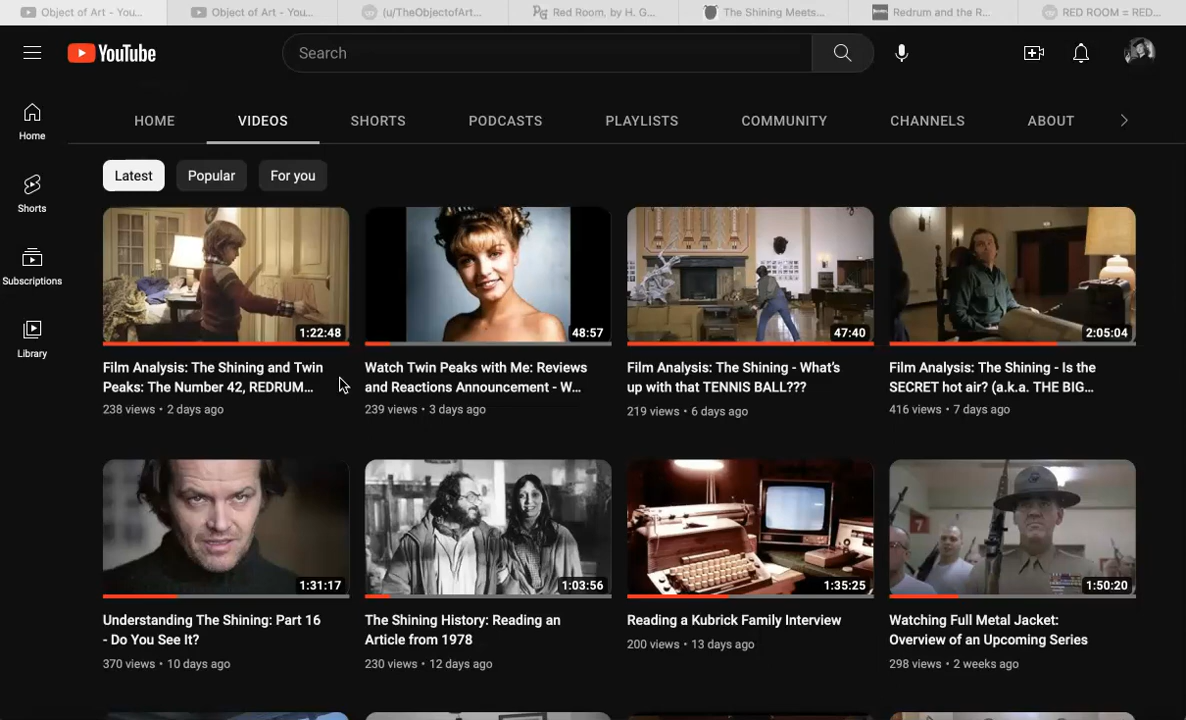 Object of Art - You...
Object of Art - You...
(u/TheObjectofArt...
Red Room, by H. G...
The Shining Meets...
Redrum and the R...
RED ROOM = RED...
YouTube
Search
HOME
VIDEOS
SHORTS
PODCASTS
PLAYLISTS
COMMUNITY
CHANNELS
ABOUT
Home
Shorts
Subscriptions
Library
Latest
Popular
For you
1:22:48
Film Analysis: The Shining and Twin
Peaks: The Number 42, REDRUM...
238 views • 2 days ago
48:57
Watch Twin Peaks with Me: Reviews
and Reactions Announcement - W...
239 views • 3 days ago
47:40
Film Analysis: The Shining - What's
up with that TENNIS BALL???
219 views • 6 days ago
2:05:04
Film Analysis: The Shining - Is the
SECRET hot air? (a.k.a. THE BIG...
416 views • 7 days ago
1:31:17
Understanding The Shining: Part 16
- Do You See It?
370 views • 10 days ago
1:03:56
The Shining History: Reading an
Article from 1978
230 views • 12 days ago
1:35:25
Reading a Kubrick Family Interview
200 views • 13 days ago
7
1:50:20
Watching Full Metal Jacket:
Overview of an Upcoming Series
298 views • 2 weeks ago